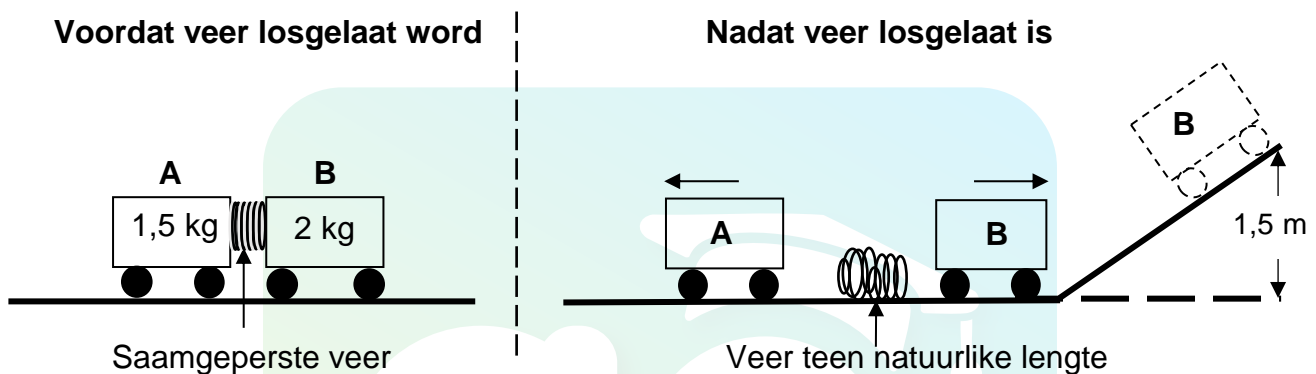 Voordat veer losgelaat word
Nadat veer losgelaat is
A
B
1,5 kg
2 kg
Saamgeperste veer
A
B
B
1,5 m
Veer teen natuurlike lengte